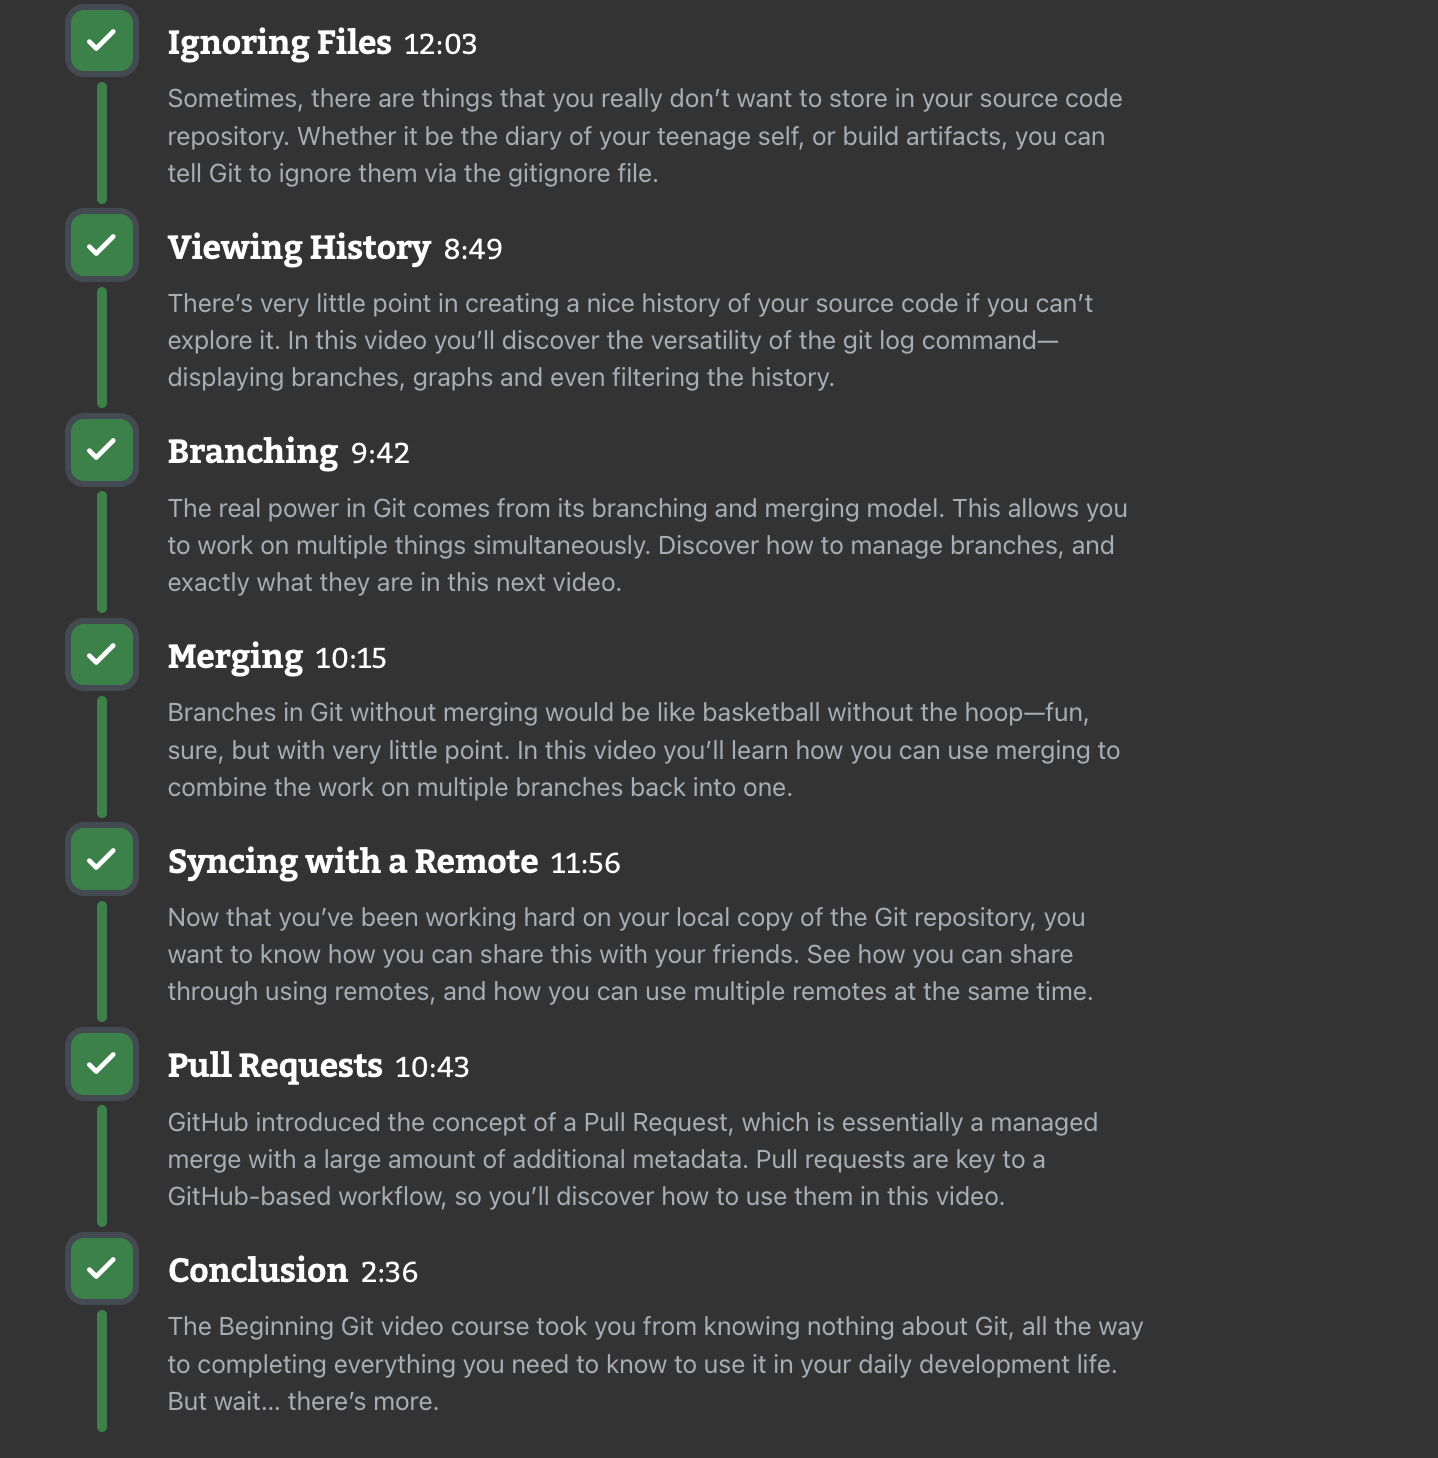 Ignoring Files 12:03
Sometimes, there are things that you really don’t want to store in your source code
repository. Whether it be the diary of your teenage self, or build artifacts, you can
tell Git to ignore them via the gitignore file.
Viewing History 8:49
There’s very little point in creating a nice history of your source code if you can’t
explore it. In this video you’ll discover the versatility of the git log command—
displaying branches, graphs and even filtering the history.
Branching 9:42
The real power in Git comes from its branching and merging model. This allows you
to work on multiple things simultaneously. Discover how to manage branches, and
exactly what they are in this next video.
Merging 10:15
Branches in Git without merging would be like basketball without the hoop—fun,
sure, but with very little point. In this video you’ll learn how you can use merging to
combine the work on multiple branches back into one.
Syncing with a Remote 11:56
Now that you’ve been working hard on your local copy of the Git repository, you
want to know how you can share this with your friends. See how you can share
through using remotes, and how you can use multiple remotes at the same time.
Pull Requests 10:43
GitHub introduced the concept of a Pull Request, which is essentially a managed
merge with a large amount of additional metadata. Pull requests are key to a
GitHub-based workflow, so you’ll discover how to use them in this video.
Conclusion 2:36
The Beginning Git video course took you from knowing nothing about Git, all the way
to completing everything you need to know to use it in your daily development life.
But wait… there’s more.